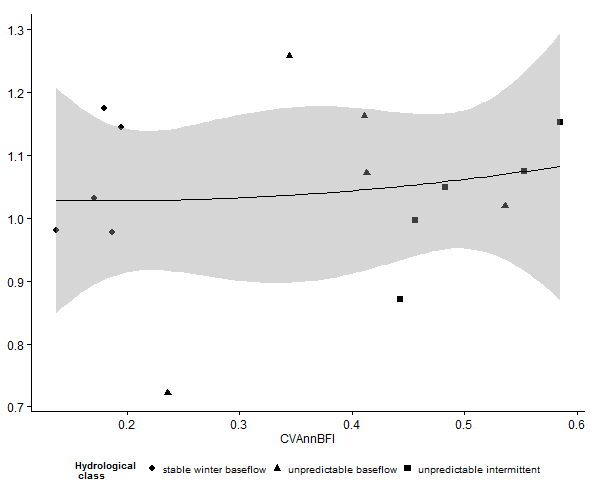 1.3
1.2
1.1
1.0
0.9
0.8
0.7
0.2 0.3 0.4 0.5 0.6
CVAnnBFI
Hydrological
class
stable winter baseflow unpredictable baseflow unpredictable intermittent